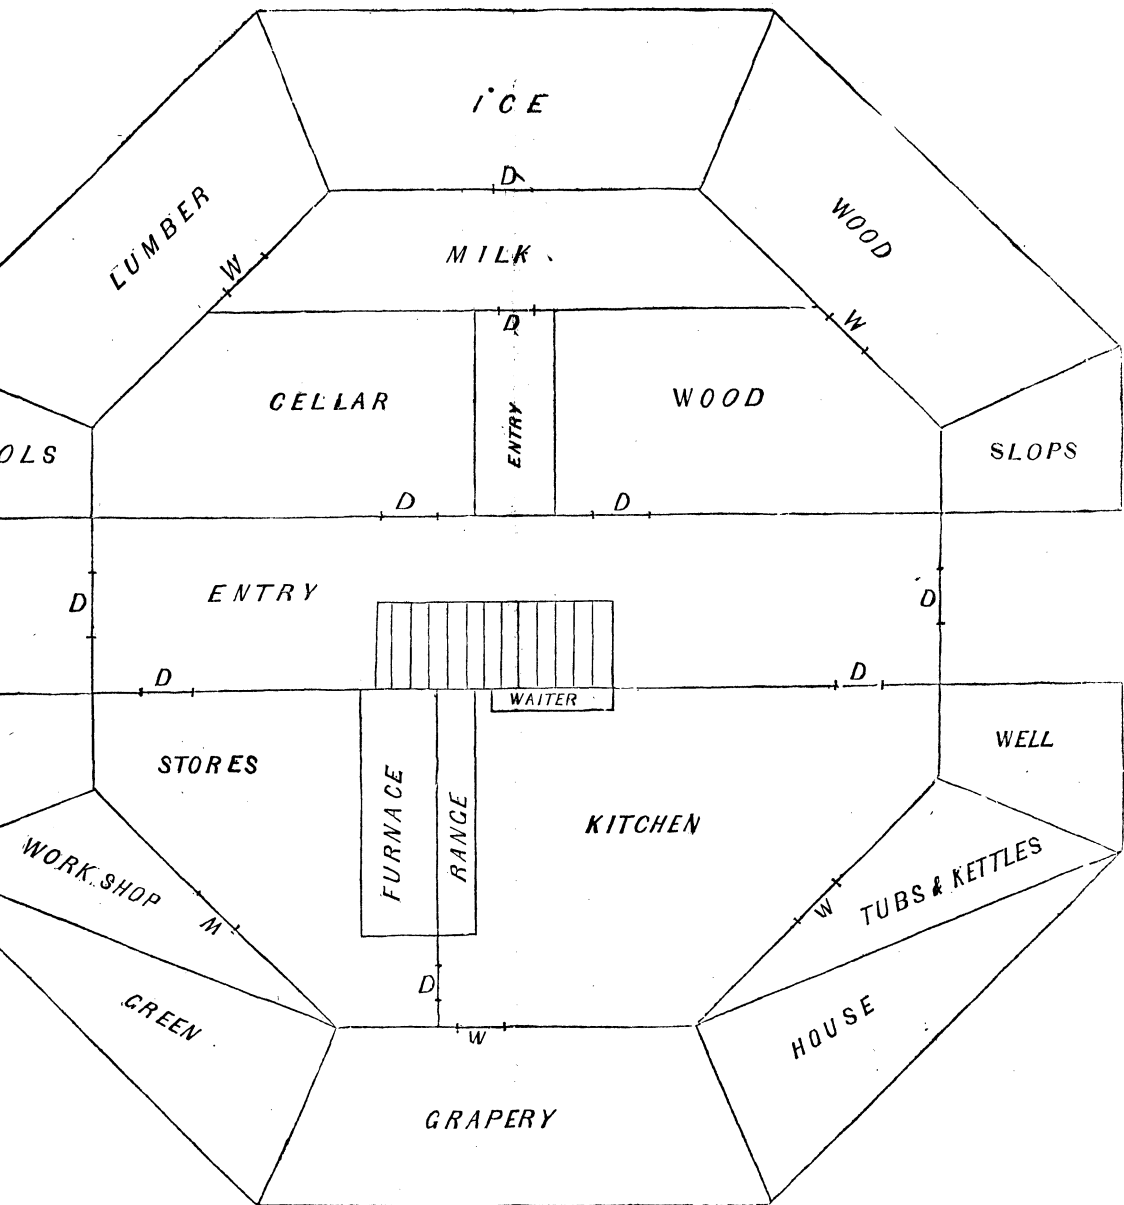 ICE
D
LUMBER
WOOD
MILK
W
D
W
CELLAR
ENTRY
WOOD
OLS
SLOPS
D
D
ENTRY
D
D
D
D
WAITER
STORES
FURNACE
RANGE
KITCHEN
WELL
WORK SHOP
W
W
TUBS & KETTLES
D
GREEN
W
HOUSE
GRAPERY